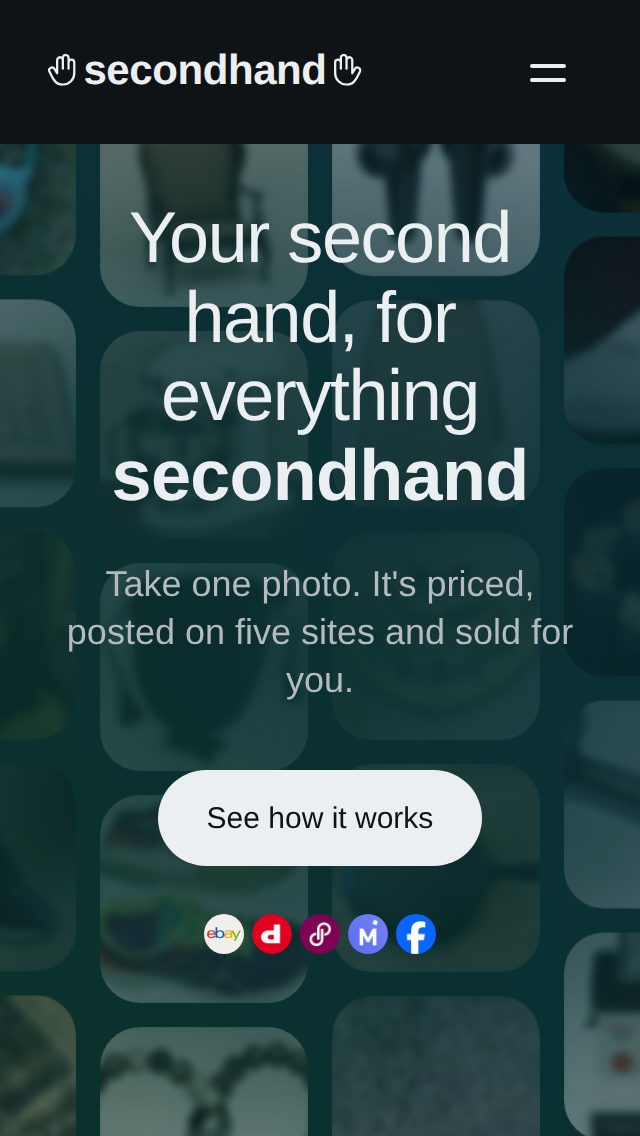 secondhand
Your second
hand, for
everything
secondhand
Take one photo. It's priced,
posted on five sites and sold for
you.
See how it works
ebay